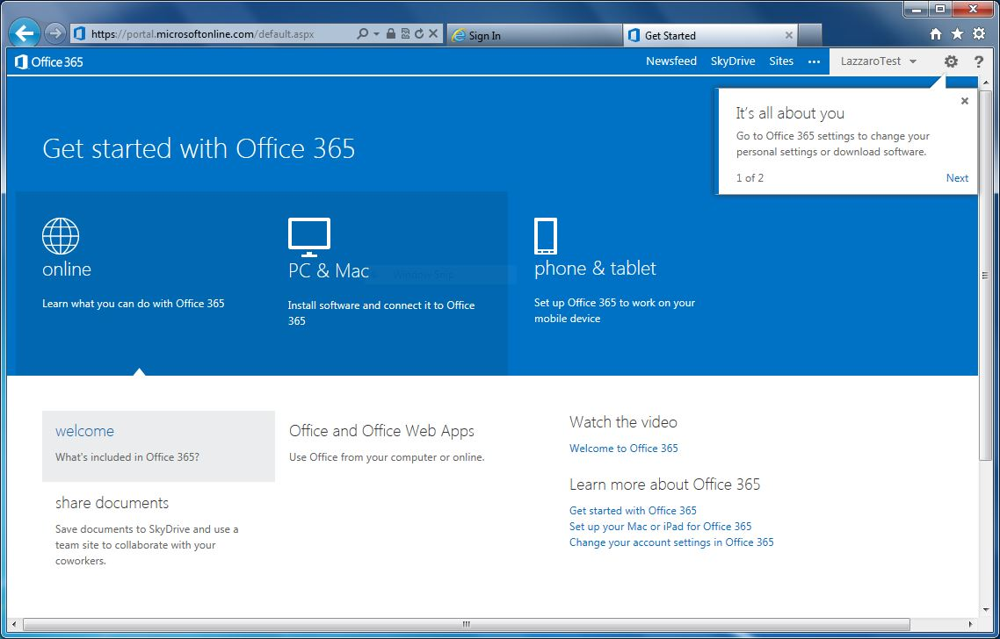 https://portal.microsoftonline.com/default.aspx
Sign In
Get Started
Office 365
Newsfeed SkyDrive Sites ... LazzaroTest ?
It's all about you
Go to Office 365 settings to change your
personal settings or download software.
1 of 2 Next
Get started with Office 365
online
Learn what you can do with Office 365
PC & Mac
Install software and connect it to Office
365
Window Snip
phone & tablet
Set up Office 365 to work on your
mobile device
welcome
What's included in Office 365?
Office and Office Web Apps
Use Office from your computer or online.
share documents
Save documents to SkyDrive and use a
team site to collaborate with your
coworkers.
Watch the video
Welcome to Office 365
Learn more about Office 365
Get started with Office 365
Set up your Mac or iPad for Office 365
Change your account settings in Office 365